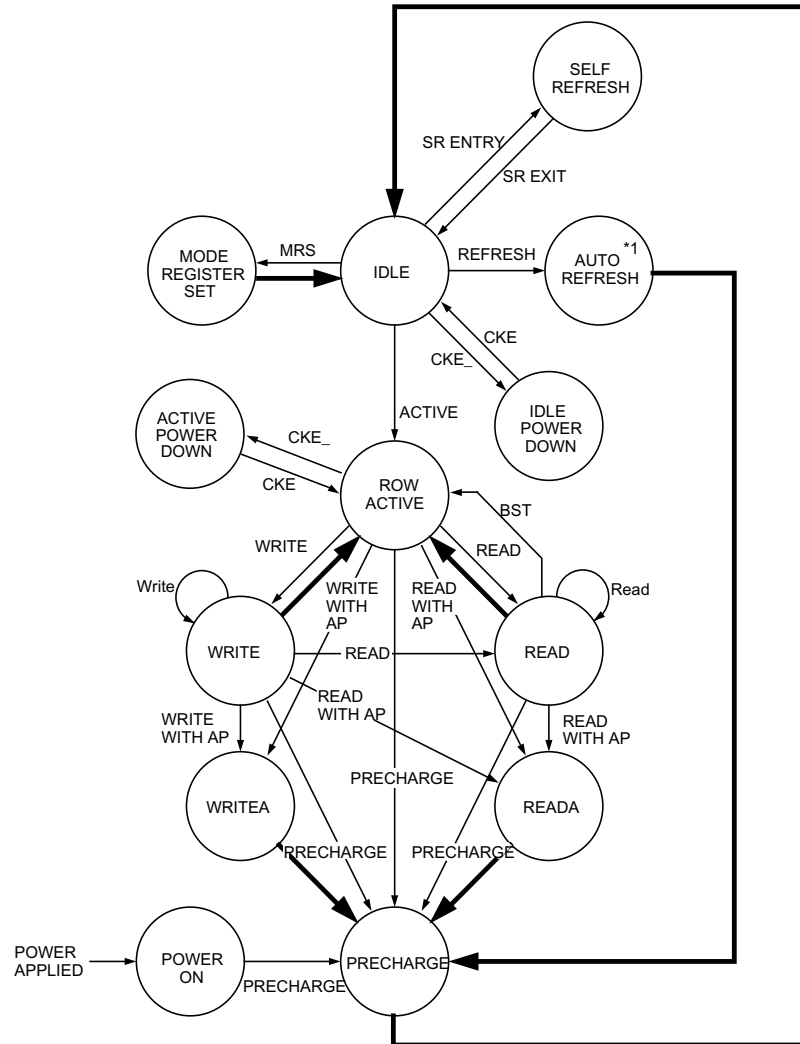 SELF
REFRESH
SR ENTRY
SR EXIT
MODE
REGISTER
SET
MRS
IDLE
REFRESH
AUTO
REFRESH
*1
CKE
CKE_
ACTIVE
IDLE
POWER
DOWN
ACTIVE
POWER
DOWN
CKE_
CKE
ROW
ACTIVE
BST
WRITE
READ
Write
WRITE
WITH
AP
READ
WITH
AP
Read
WRITE
READ
READ
READ
WITH AP
WRITE
WITH AP
READ
WITH AP
PRECHARGE
WRITEA
READA
PRECHARGE
PRECHARGE
POWER
APPLIED
POWER
ON
PRECHARGE
PRECHARGE